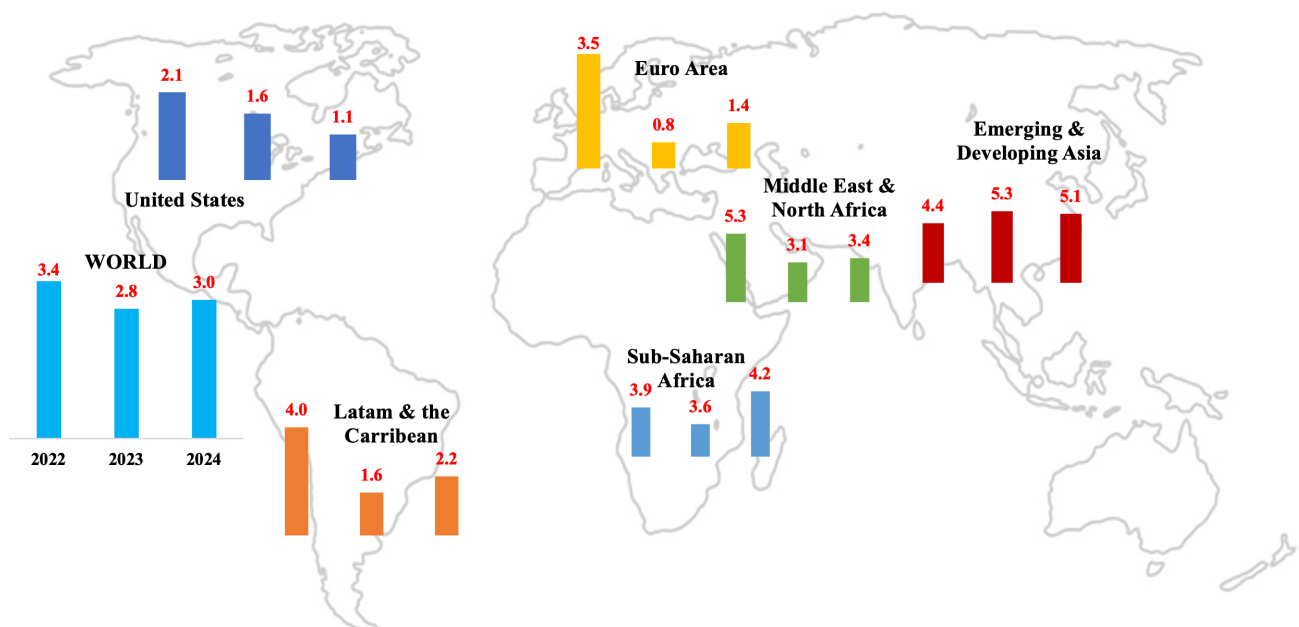 2.1
1.6
1.1
United States
3.5
Euro Area
0.8
1.4
Emerging &
Developing Asia
4.4
5.3
5.1
Middle East &
North Africa
5.3
3.1
3.4
WORLD
3.4
2.8
3.0
2022
2023
2024
Latam & the
Carribean
4.0
1.6
2.2
Sub-Saharan
Africa
3.9
3.6
4.2